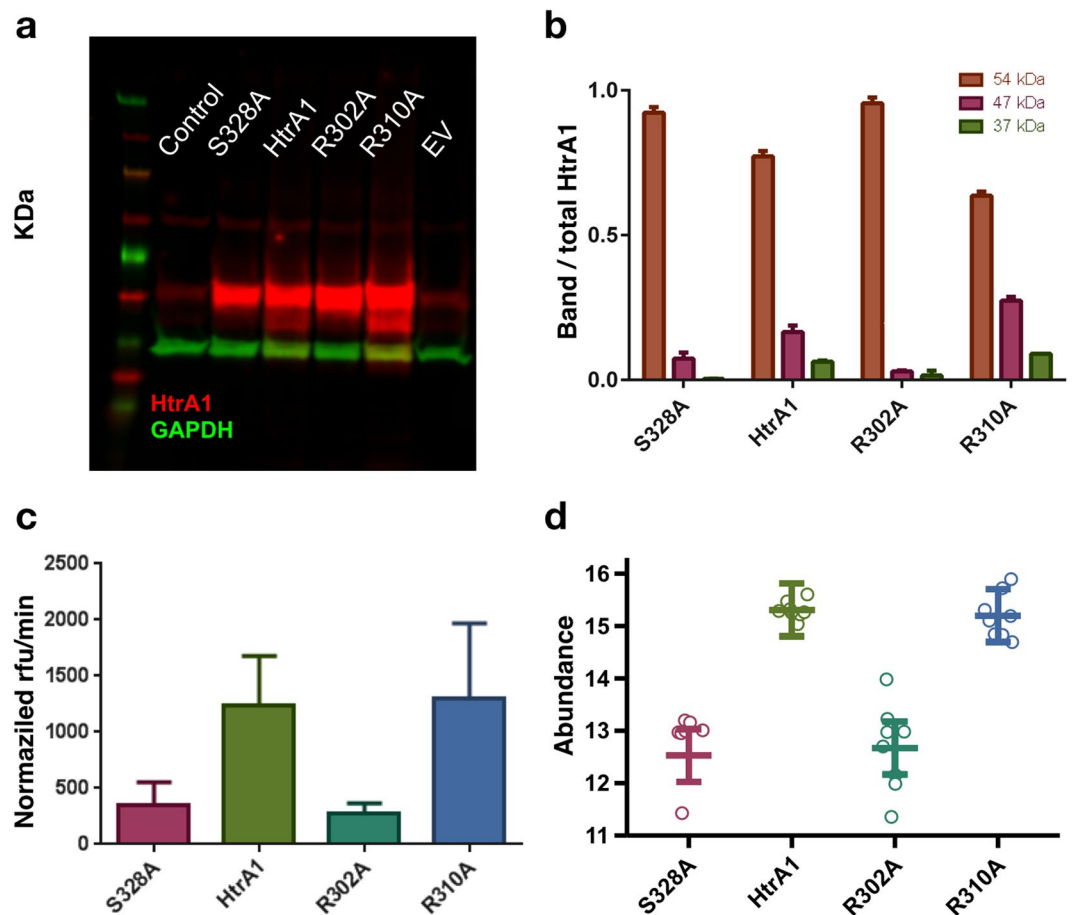 a
KDa
Control
S328A
HtrA1
R302A
R310A
EV
HtrA1
GAPDH
b
Band / total HtrA1
1.0
0.5
0.0
54 kDa
47 kDa
37 kDa
S328A
HtrA1
R302A
R310A
c
Normaziled rfu/min
2500
2000
1500
1000
500
0
S328A
HtrA1
R302A
R310A
d
Abundance
16
15
14
13
12
11
S328A
HtrA1
R302A
R310A